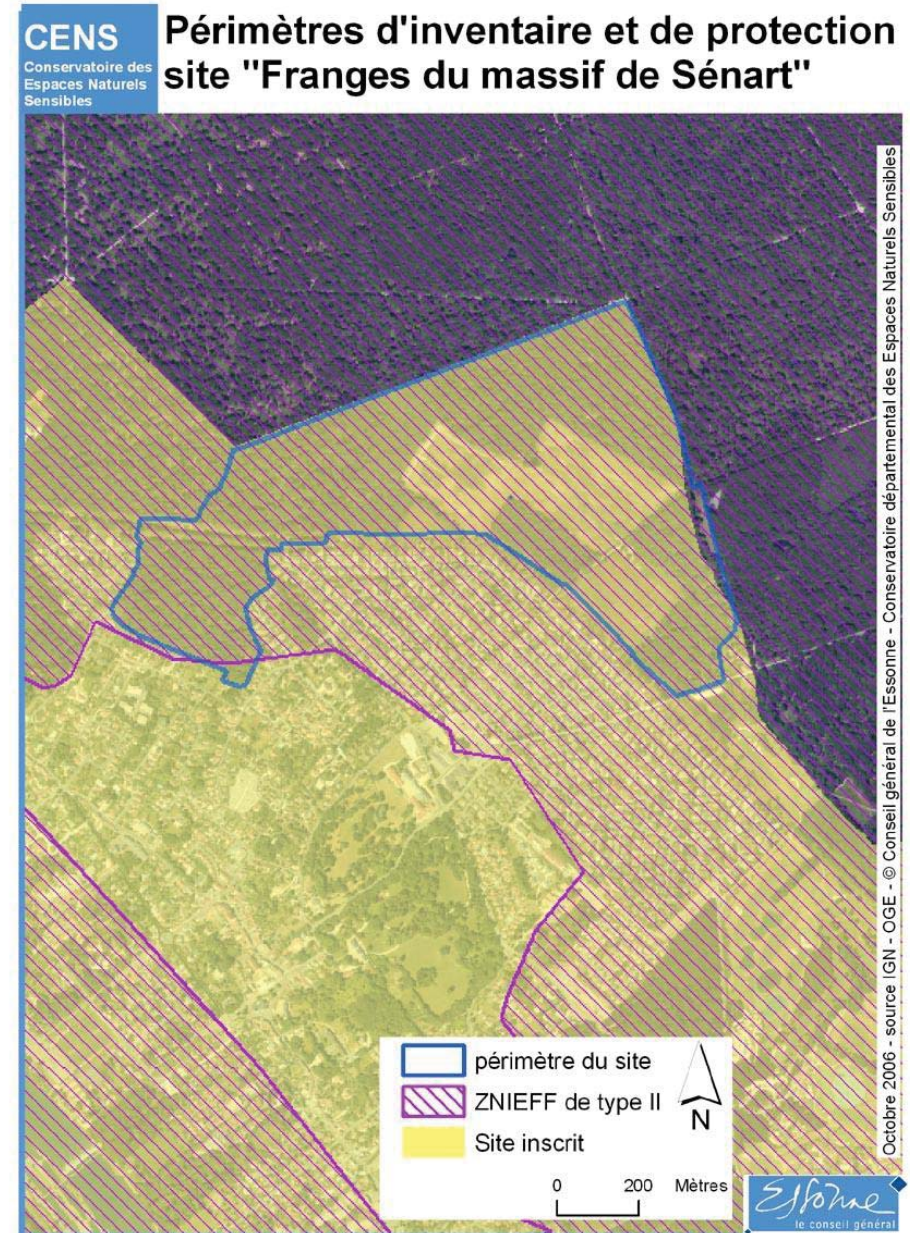 CENS
Conservatoire des
Espaces Naturels
Sensibles
Périmètres d'inventaire et de protection
site "Franges du massif de Sénart"
Octobre 2006 - source IGN - OGE - © Conseil général de l'Essonne - Conservatoire départemental des Espaces Naturels Sensibles
périmètre du site
ZNIEFF de type II
Site inscrit
N
0 200 Mètres
Essonne
le conseil général